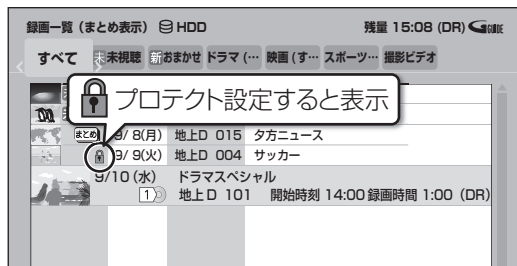 録画一覧(まとめ表示) HDD 残量 15:08 (DR) GGUIDE
すべて 未 未視聴 新 おまかせ ドラマ(… 映画(す… スポーツ… 撮影ビデオ
プロテクト設定すると表示
まとめ 9/ 8(月) 地上D 015 夕方ニュース
9/ 9(火) 地上D 004 サッカー
9/10(水) ドラマスペシャル
1 地上D 101 開始時刻 14:00 録画時間 1:00 (DR)